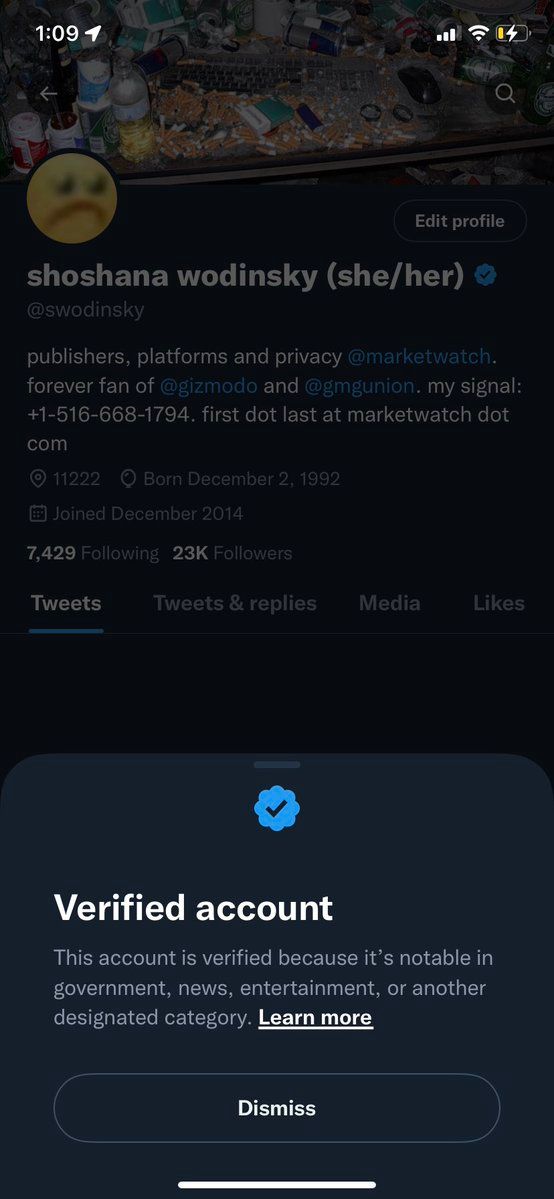 1:09
Edit profile
shoshana wodinsky (she/her)
@swodinsky
publishers, platforms and privacy @marketwatch.
forever fan of @gizmodo and @gmgunion. my signal:
+1-516-668-1794. first dot last at marketwatch dot
com
11222 Born December 2, 1992
Joined December 2014
7,429 Following 23K Followers
Tweets Tweets & replies Media Likes
Verified account
This account is verified because it’s notable in
government, news, entertainment, or another
designated category. Learn more
Dismiss